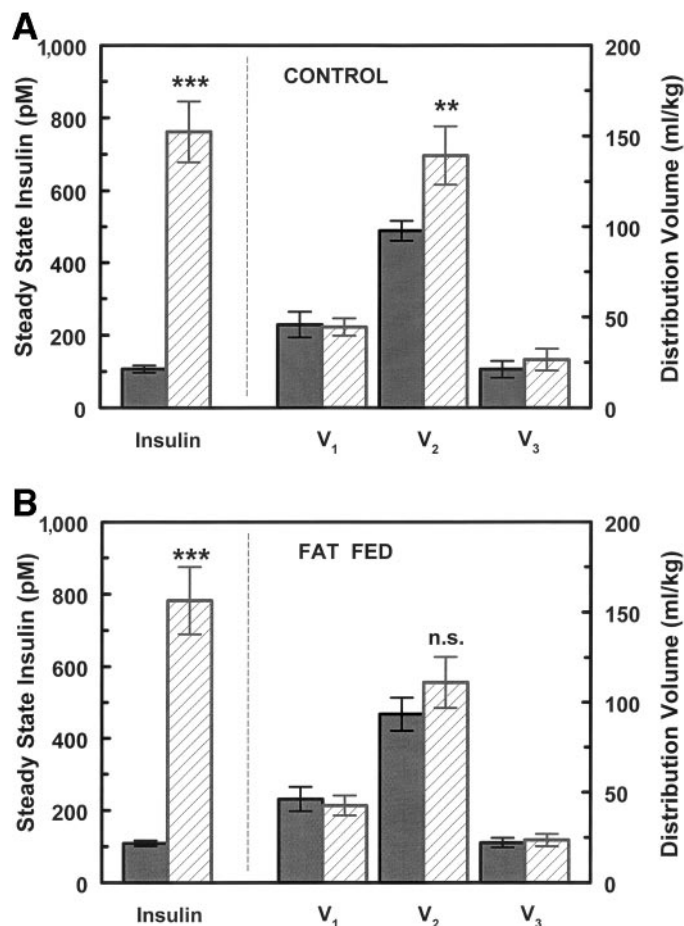 A
1,000
800
600
400
200
0
Steady State Insulin (pM)
***
CONTROL
**
200
150
100
50
0
Distribution Volume (ml/kg)
Insulin V1 V2 V3
B
1,000
800
600
400
200
0
Steady State Insulin (pM)
***
FAT FED
n.s.
200
150
100
50
0
Distribution Volume (ml/kg)
Insulin V1 V2 V3